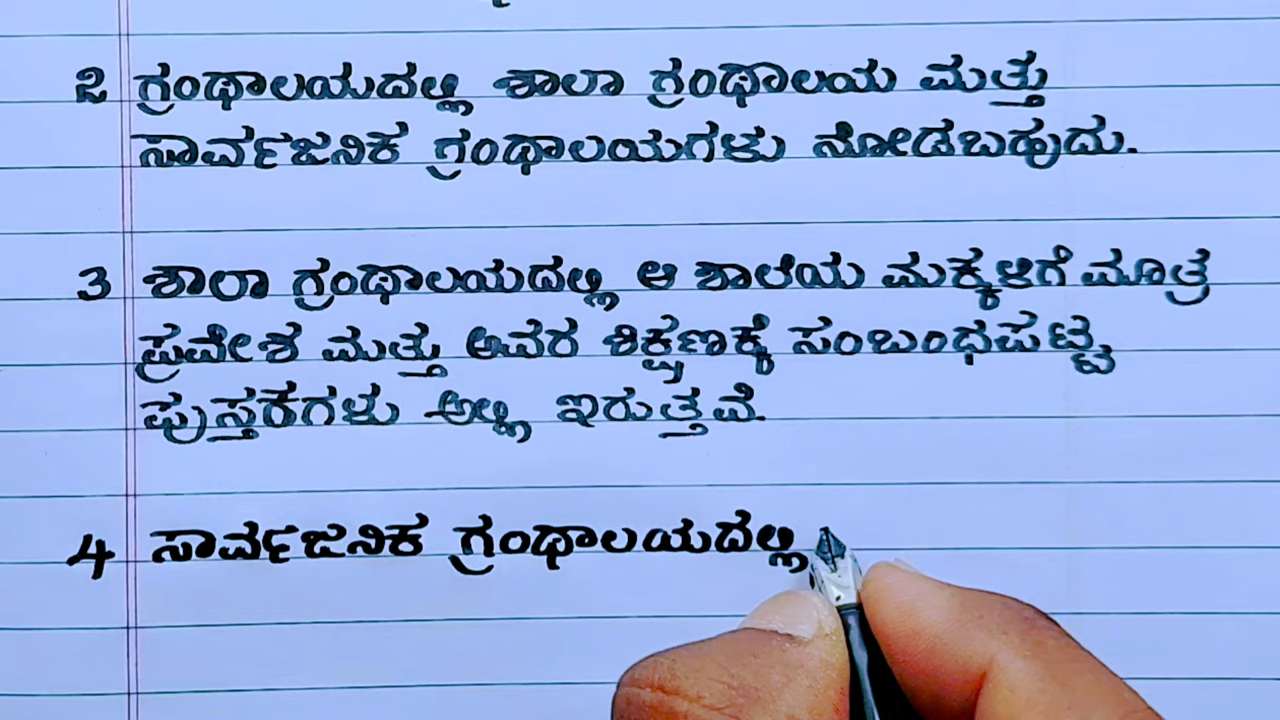 2 ಗ್ರಂಥಾಲಯದಲ್ಲಿ ಶಾಲಾ ಗ್ರಂಥಾಲಯ ಮತ್ತು
ಸಾರ್ವಜನಿಕ ಗ್ರಂಥಾಲಯಗಳು ನೋಡಬಹುದು.
3 ಶಾಲಾ ಗ್ರಂಥಾಲಯದಲ್ಲಿ ಆ ಶಾಲೆಯ ಮಕ್ಕಳಿಗೆ ಮಾತ್ರ
ಪ್ರವೇಶ ಮತ್ತು ಅವರ ಶಿಕ್ಷಣಕ್ಕೆ ಸಂಬಂಧಪಟ್ಟ
ಪುಸ್ತಕಗಳು ಅಲ್ಲಿ ಇರುತ್ತವೆ.
4 ಸಾರ್ವಜನಿಕ ಗ್ರಂಥಾಲಯದಲ್ಲಿ